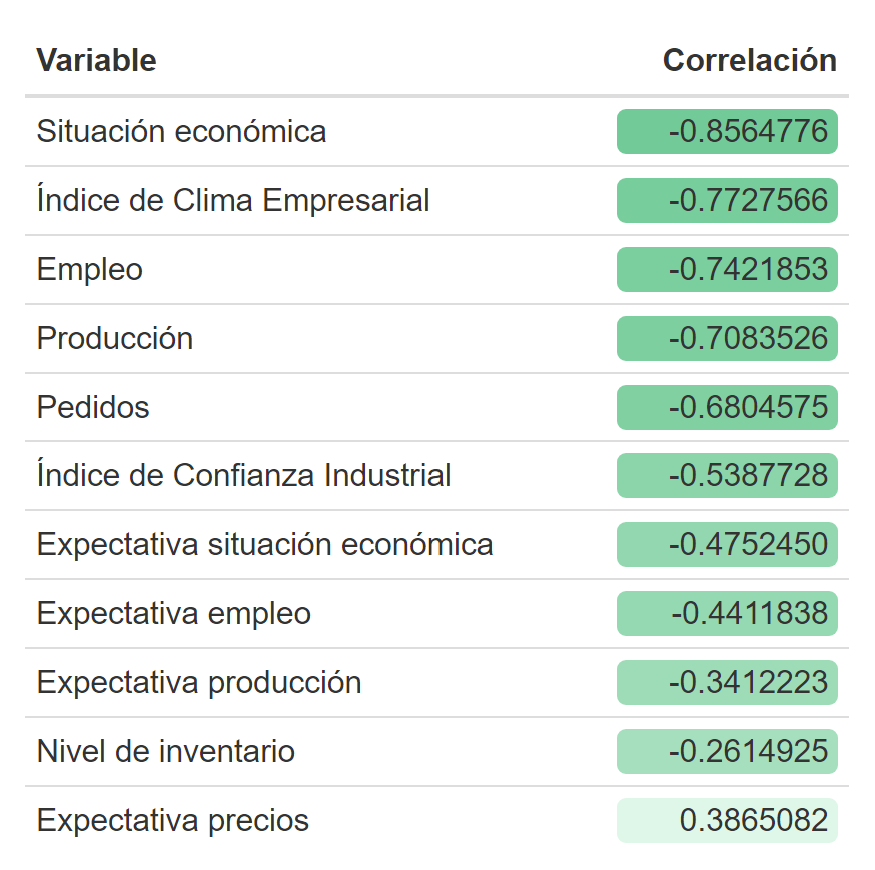 Variable Correlación
Situación económica -0.8564776
Índice de Clima Empresarial -0.7727566
Empleo -0.7421853
Producción -0.7083526
Pedidos -0.6804575
Índice de Confianza Industrial -0.5387728
Expectativa situación económica -0.4752450
Expectativa empleo -0.4411838
Expectativa producción -0.3412223
Nivel de inventario -0.2614925
Expectativa precios 0.3865082